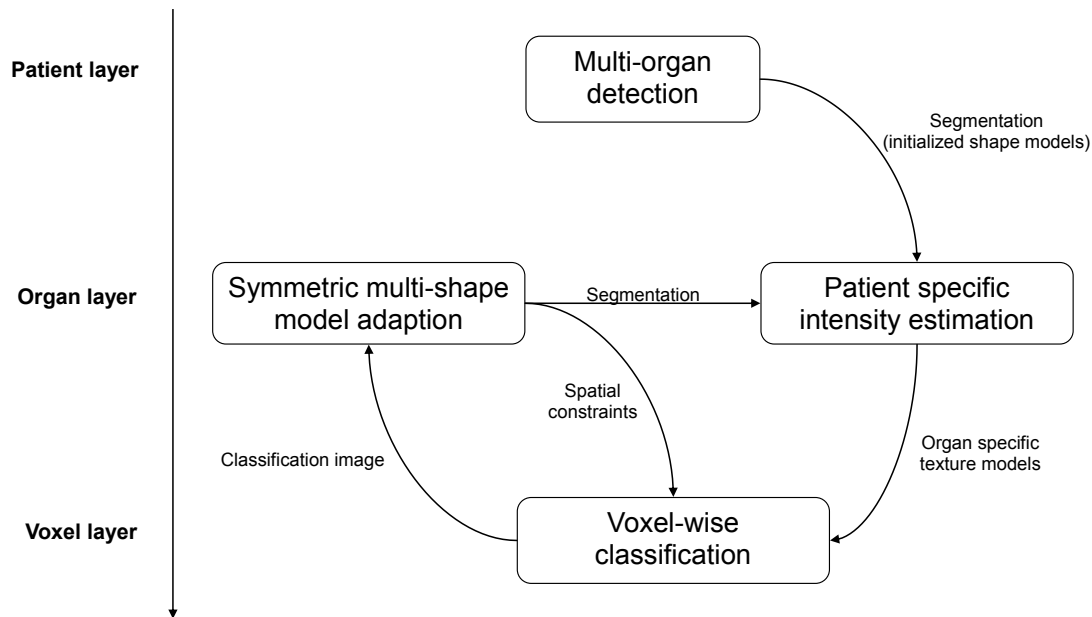 Patient layer
Multi-organ
detection
Segmentation
(initialized shape models)
Organ layer
Symmetric multi-shape
model adaption
Segmentation
Patient specific
intensity estimation
Spatial
constraints
Classification image
Organ specific
texture models
Voxel layer
Voxel-wise
classification